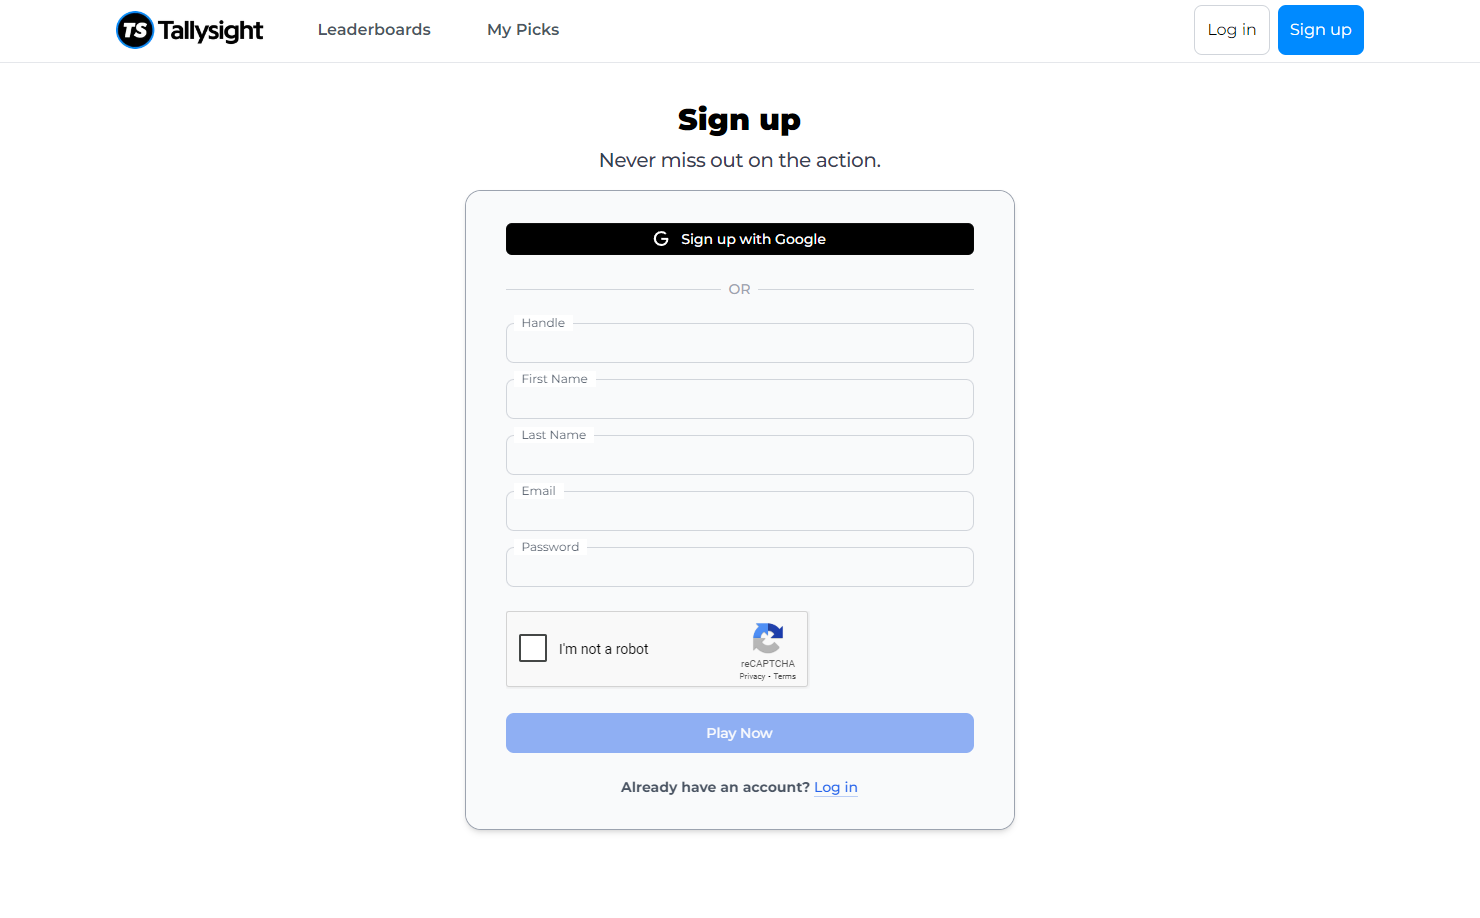 TS Tallysight Leaderboards My Picks Log in Sign up
Sign up
Never miss out on the action.
Sign up with Google
OR
Handle
First Name
Last Name
Email
Password
I'm not a robot
reCAPTCHA
Privacy - Terms
Play Now
Already have an account? Log in